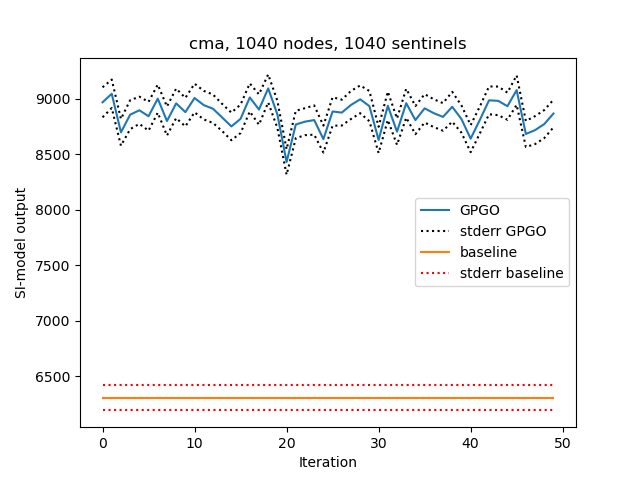 cma, 1040 nodes, 1040 sentinels
SI-model output
9000
8500
8000
7500
7000
6500
GPGO
stderr GPGO
baseline
stderr baseline
0 10 20 30 40 50
Iteration